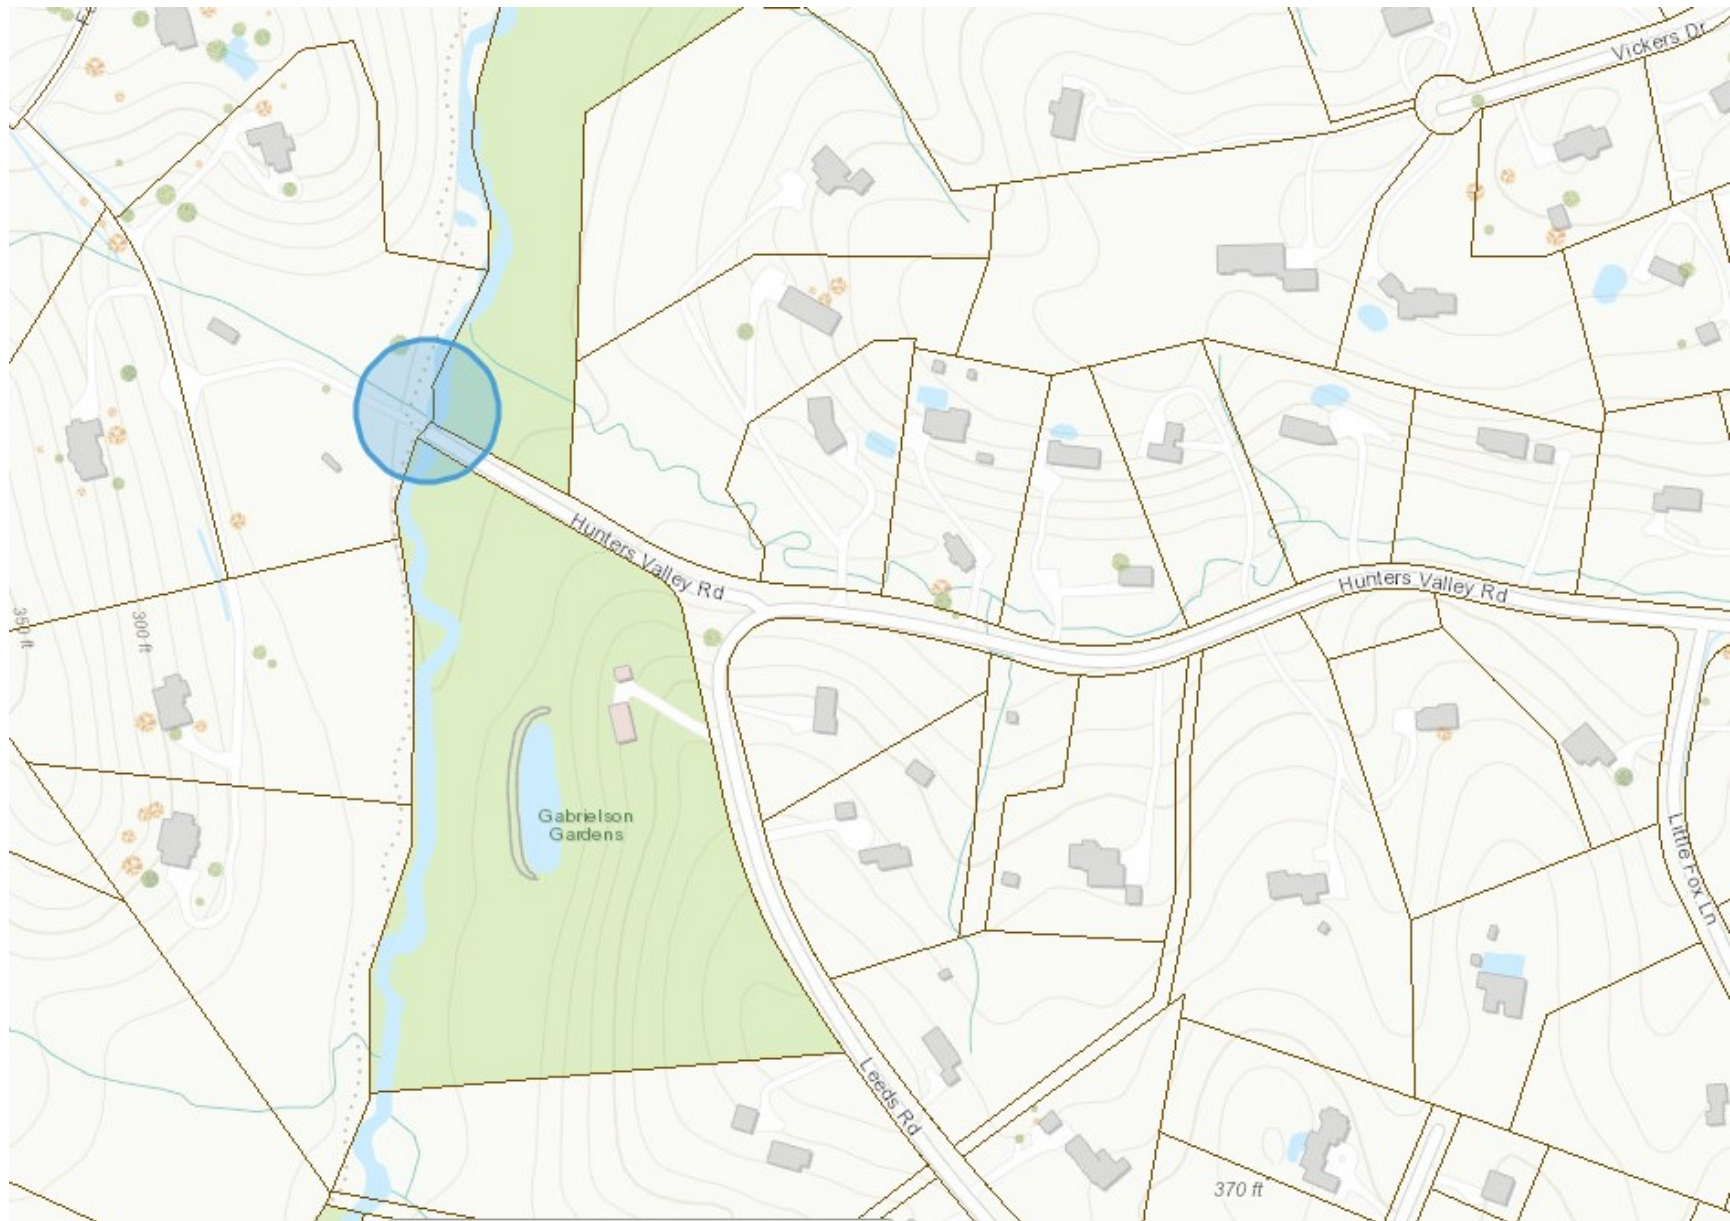 Vickers Dr
Hunters Valley Rd
Hunters Valley Rd
350 ft
300 ft
Gabrielson
Gardens
Little Fox Ln
Leeds Rd
370 ft